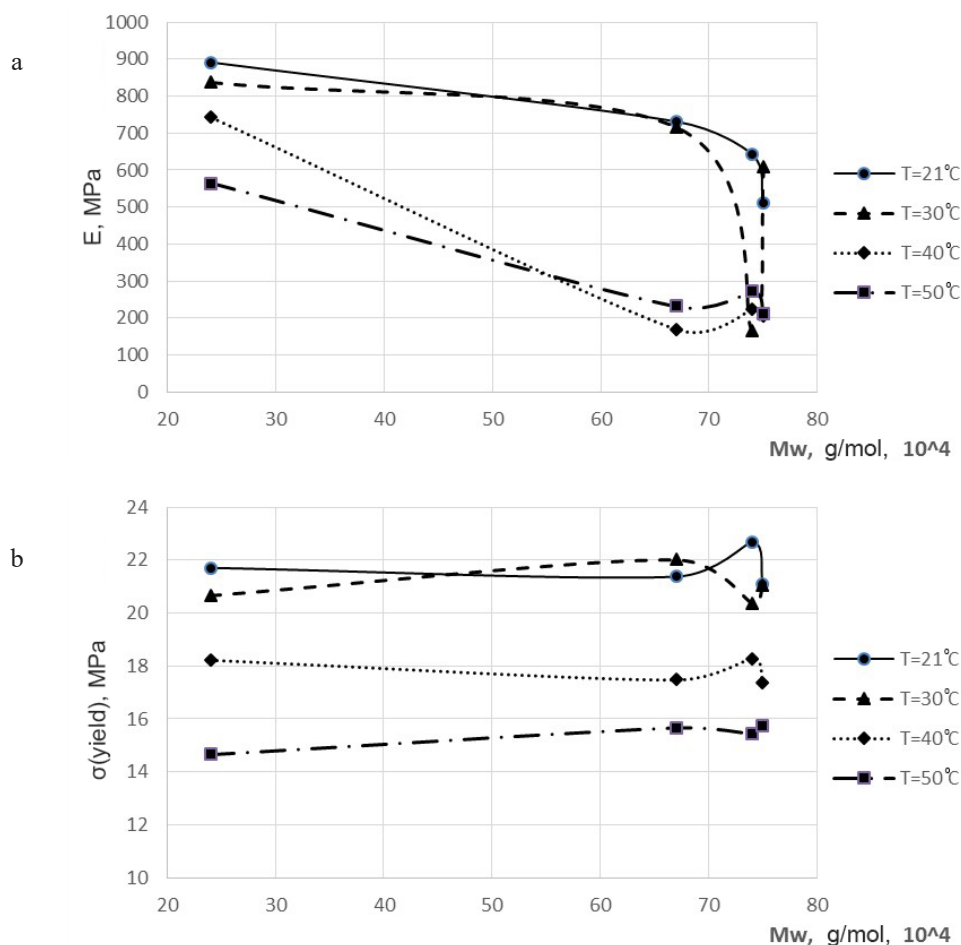 a
1000
900
800
700
600
500
400
300
200
100
0
E, MPa
20 30 40 50 60 70 80
Mw, g/mol, 10^4
T=21°C
T=30°C
T=40°C
T=50°C
b
24
22
20
18
16
14
12
10
σ(yield), MPa
20 30 40 50 60 70 80
Mw, g/mol, 10^4
T=21°C
T=30°C
T=40°C
T=50°C